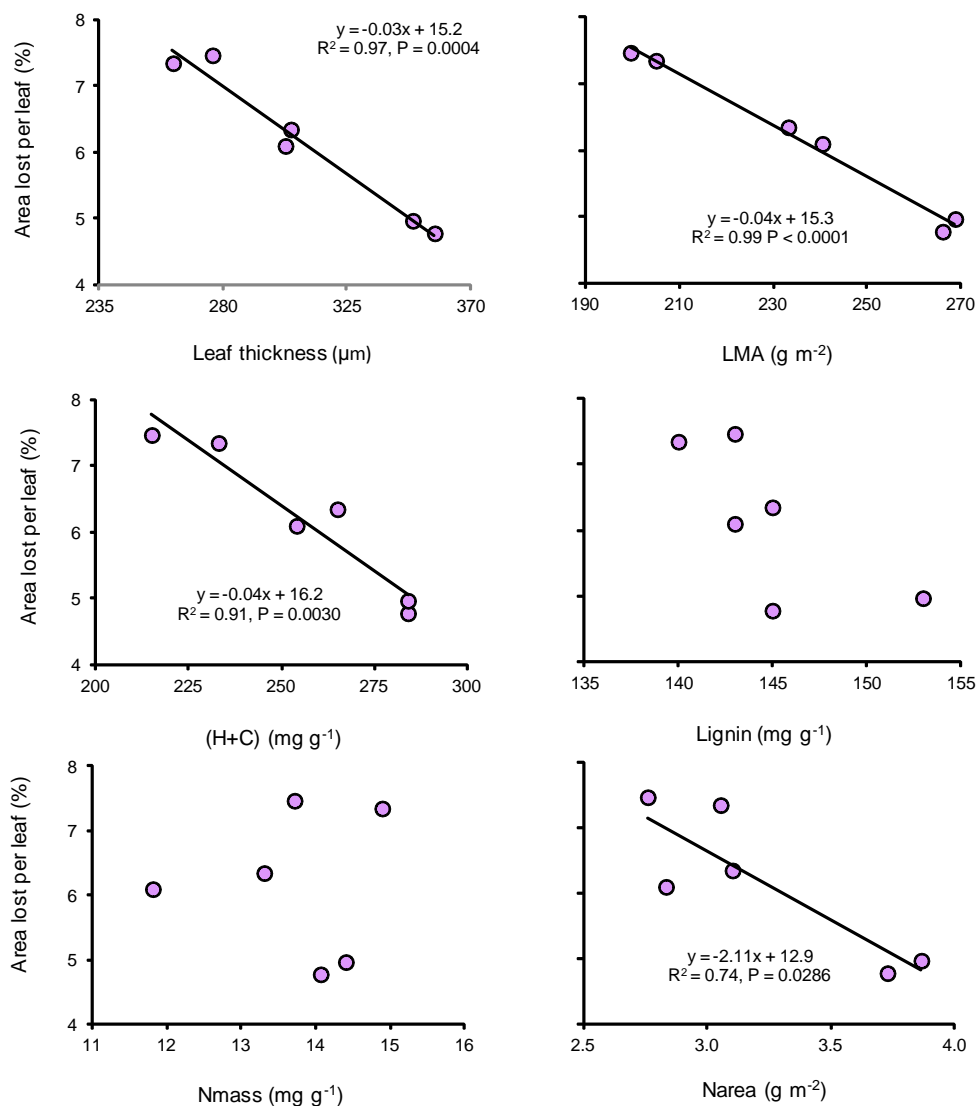 y = -0.03x + 15.2
R² = 0.97, P = 0.0004
Area lost per leaf (%)
8
7
6
5
4
235
280
325
370
Leaf thickness (µm)
y = -0.04x + 15.3
R² = 0.99 P < 0.0001
190
210
230
250
270
LMA (g m⁻²)
Area lost per leaf (%)
8
7
6
5
4
y = -0.04x + 16.2
R² = 0.91, P = 0.0030
200
225
250
275
300
(H+C) (mg g⁻¹)
135
140
145
150
155
Lignin (mg g⁻¹)
Area lost per leaf (%)
8
7
6
5
4
11
12
13
14
15
16
Nmass (mg g⁻¹)
y = -2.11x + 12.9
R² = 0.74, P = 0.0286
2.5
3.0
3.5
4.0
Narea (g m⁻²)